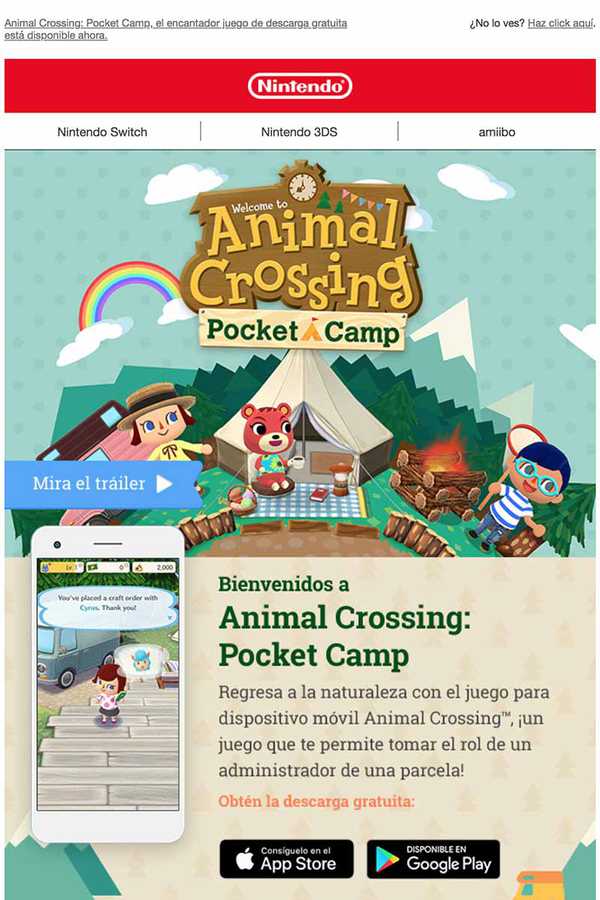 Animal Crossing: Pocket Camp, el encantador juego de descarga gratuita
está disponible ahora.
¿No lo ves? Haz click aquí.
Nintendo
Nintendo Switch
Nintendo 3DS
amiibo
Welcome to
Animal
Crossing
Pocket Camp
Mira el tráiler
Lv. 1
0
2,000
You've placed a craft order with
Cyrus. Thank you!
Bienvenidos a
Animal Crossing:
Pocket Camp
Regresa a la naturaleza con el juego para
dispositivo móvil Animal Crossing™, ¡un
juego que te permite tomar el rol de un
administrador de una parcela!
Obtén la descarga gratuita:
Consíguelo en el
App Store
DISPONIBLE EN
Google Play